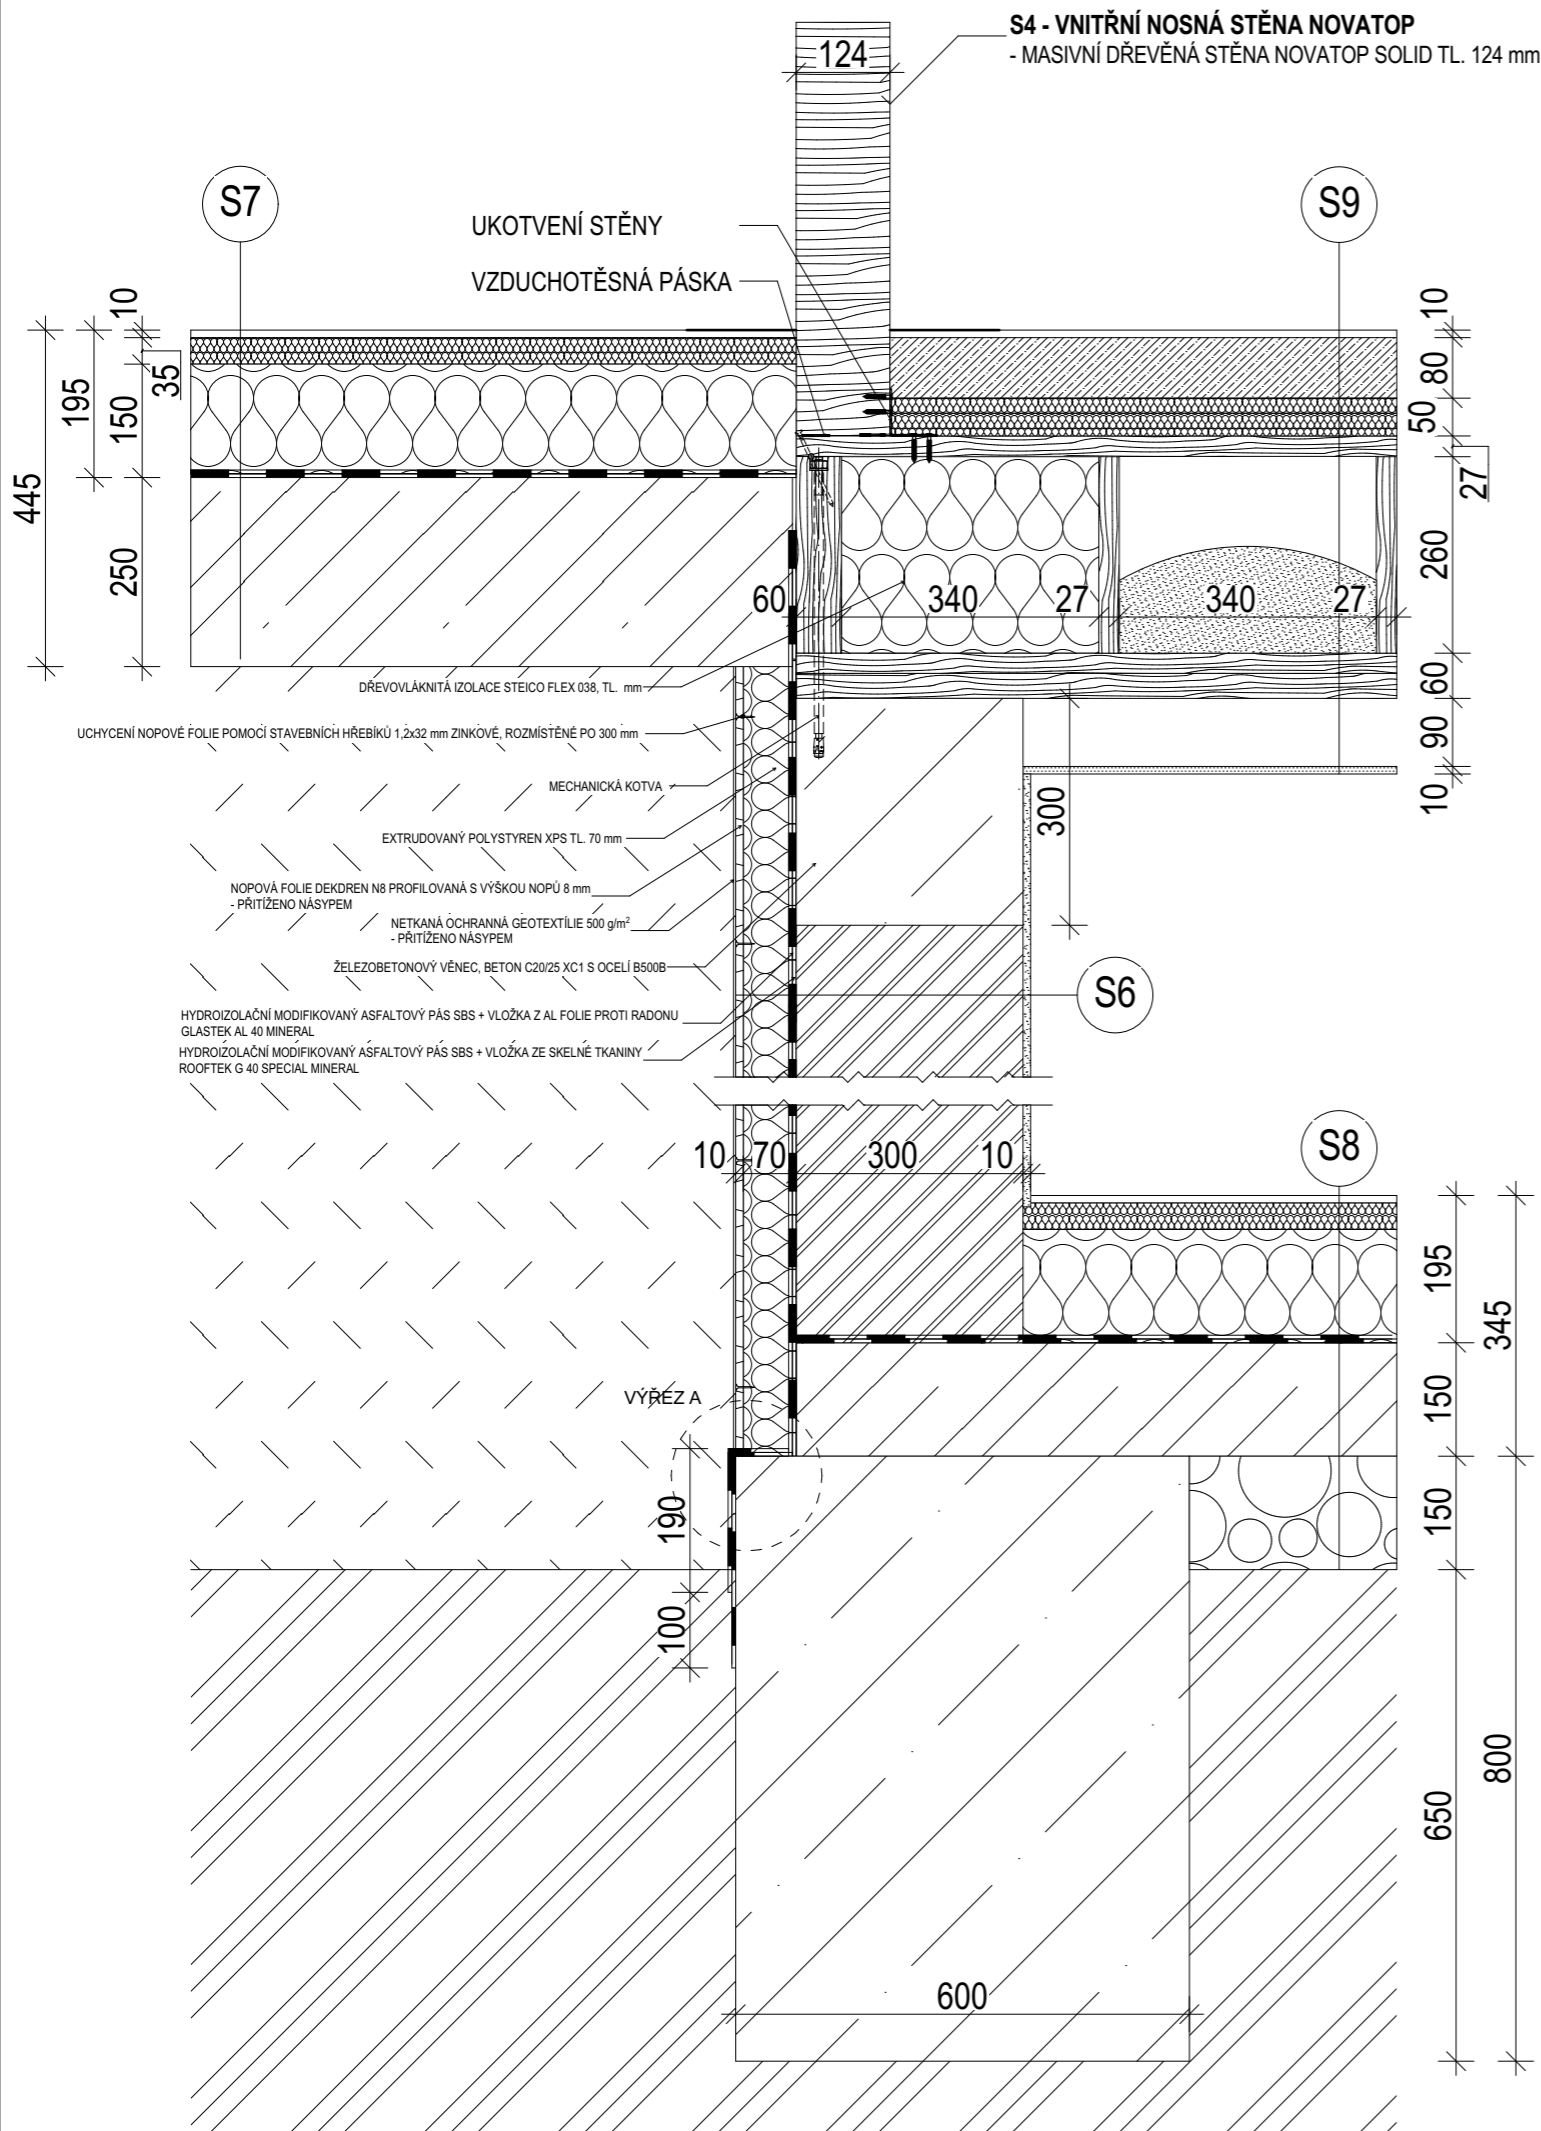 S4 - VNITŘNÍ NOSNÁ STĚNA NOVATOP
- MASIVNÍ DŘEVĚNÁ STĚNA NOVATOP SOLID TL. 124 mm
124
S7
S9
UKOTVENÍ STĚNY
VZDUCHOTĚSNÁ PÁSKA
10
35
195
150
445
250
10
80
50
27
260
60
90
10
60
340
27
340
27
DŘEVOVLÁKNITÁ IZOLACE STEICO FLEX 038, TL. mm
UCHYCENÍ NOPOVÉ FOLIE POMOCÍ STAVEBNÍCH HŘEBÍKŮ 1,2x32 mm ZINKOVÉ, ROZMÍSTĚNÉ PO 300 mm
MECHANICKÁ KOTVA
300
EXTRUDOVANÝ POLYSTYREN XPS TL. 70 mm
NOPOVÁ FOLIE DEKDREN N8 PROFILOVANÁ S VÝŠKOU NOPŮ 8 mm
- PŘITÍŽENO NÁSYPEM
NETKANÁ OCHRANNÁ GEOTEXTÍLIE 500 g/m²
- PŘITÍŽENO NÁSYPEM
ŽELEZOBETONOVÝ VĚNEC, BETON C20/25 XC1 S OCELÍ B500B
S6
HYDROIZOLAČNÍ MODIFIKOVANÝ ASFALTOVÝ PÁS SBS + VLOŽKA Z AL FOLIE PROTI RADONU
GLASTEK AL 40 MINERAL
HYDROIZOLAČNÍ MODIFIKOVANÝ ASFALTOVÝ PÁS SBS + VLOŽKA ZE SKELNÉ TKANINY
ROOFTEK G 40 SPECIAL MINERAL
10
70
300
10
S8
195
345
150
VÝŘEZ A
190
150
100
650
800
600